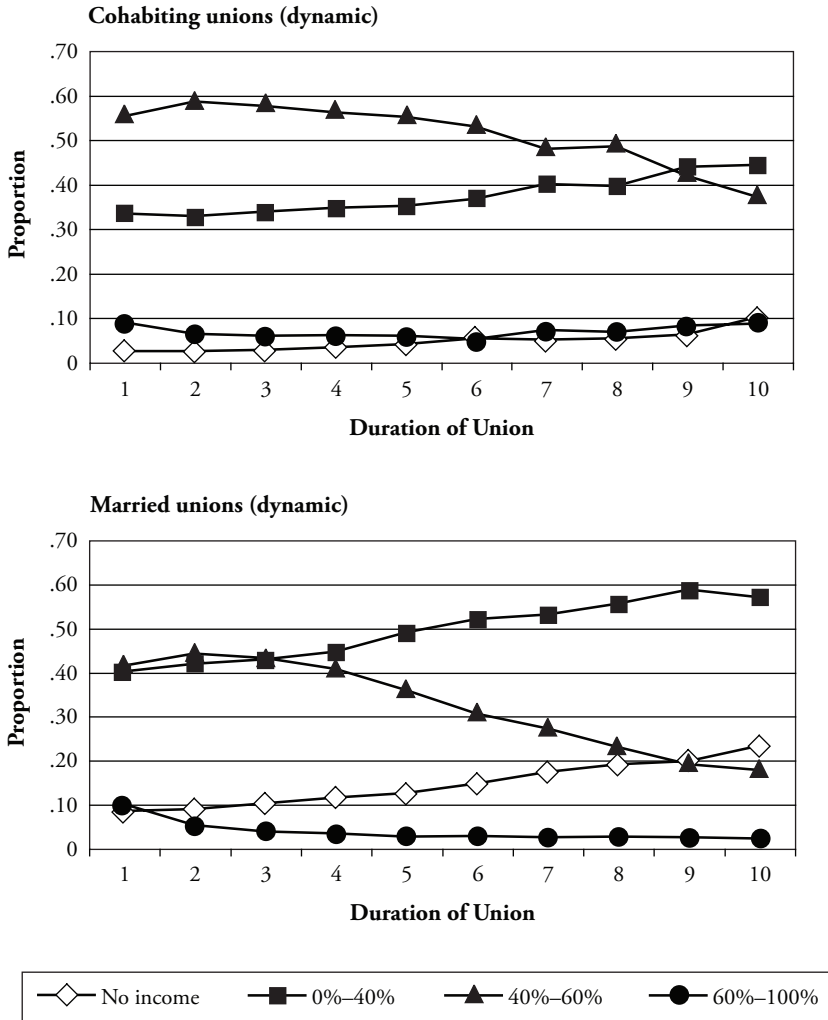 Cohabiting unions (dynamic)
.70
.60
.50
.40
.30
.20
.10
0
Proportion
1 2 3 4 5 6 7 8 9 10
Duration of Union
Married unions (dynamic)
.70
.60
.50
.40
.30
.20
.10
0
Proportion
1 2 3 4 5 6 7 8 9 10
Duration of Union
No income 0%–40% 40%–60% 60%–100%